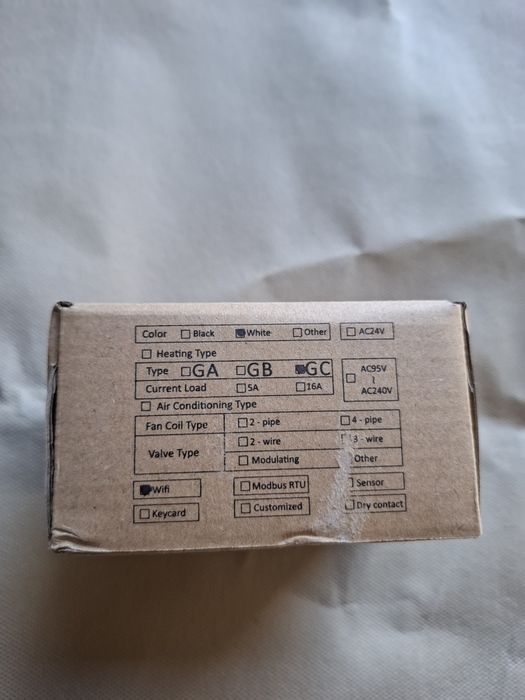 Color □ Black ■ White □ Other □ AC24V
□ Heating Type
Type □ GA □ GB ■ GC □ AC95V ~ AC240V
Current Load □ 5A □ 16A
□ Air Conditioning Type
Fan Coil Type □ 2 - pipe □ 4 - pipe
Valve Type □ 2 - wire □ 3 - wire
□ Modulating □ Other
■ Wifi □ Modbus RTU □ Sensor
□ Keycard □ Customized □ Dry contact